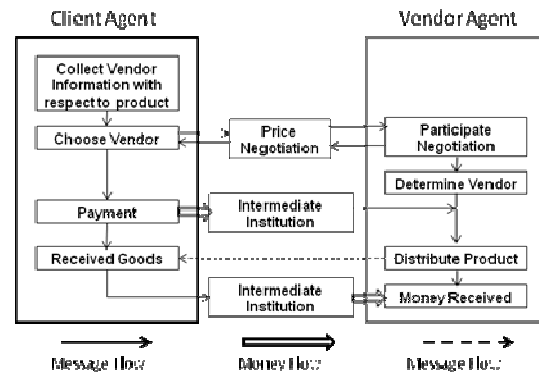 Client Agent
Vendor Agent
Collect Vendor
Information with
respect to product
Choose Vendor
Price
Negotiation
Participate
Negotiation
Determine Vendor
Payment
Intermediate
Institution
Received Goods
Distribute Product
Intermediate
Institution
Money Received
Message Flow
Money Flow
Message Flow